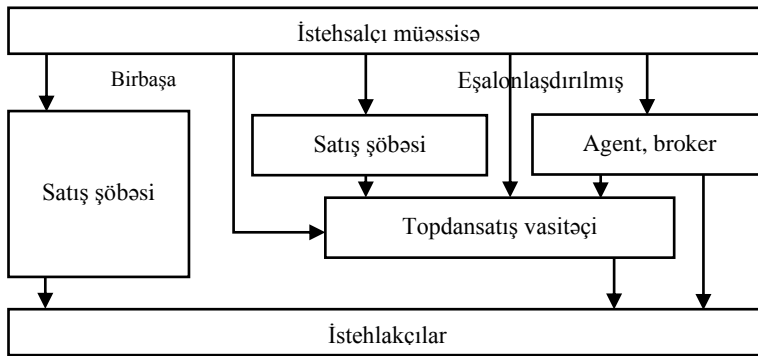 İstehsalçı müəssisə
Birbaşa
Eşalonlaşdırılmış
Satış şöbəsi
Agent, broker
Satış şöbəsi
Topdansatış vasitəçi
İstehlakçılar